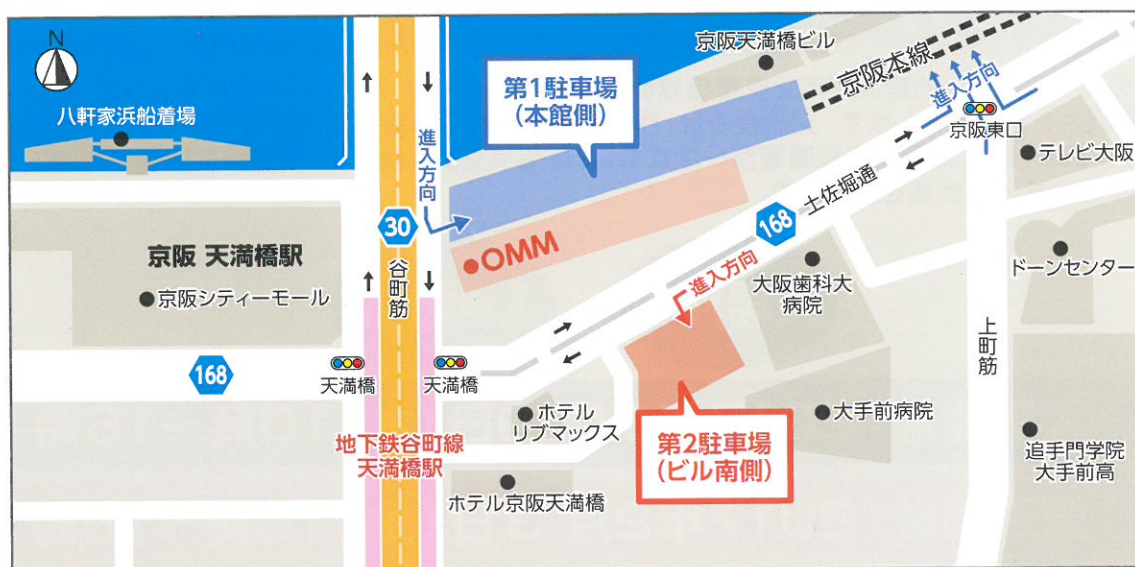 N
八軒家浜船着場
京阪天満橋ビル
第1駐車場
(本館側)
京阪本線
進入方向
京阪東口
テレビ大阪
進入方向
30
谷町筋
OMM
168
土佐堀通
京阪 天満橋駅
京阪シティーモール
進入方向
大阪歯科大
病院
ドーンセンター
上町筋
168
天満橋
天満橋
ホテル
リブマックス
大手前病院
地下鉄谷町線
天満橋駅
第2駐車場
(ビル南側)
追手門学院
大手前高
ホテル京阪天満橋